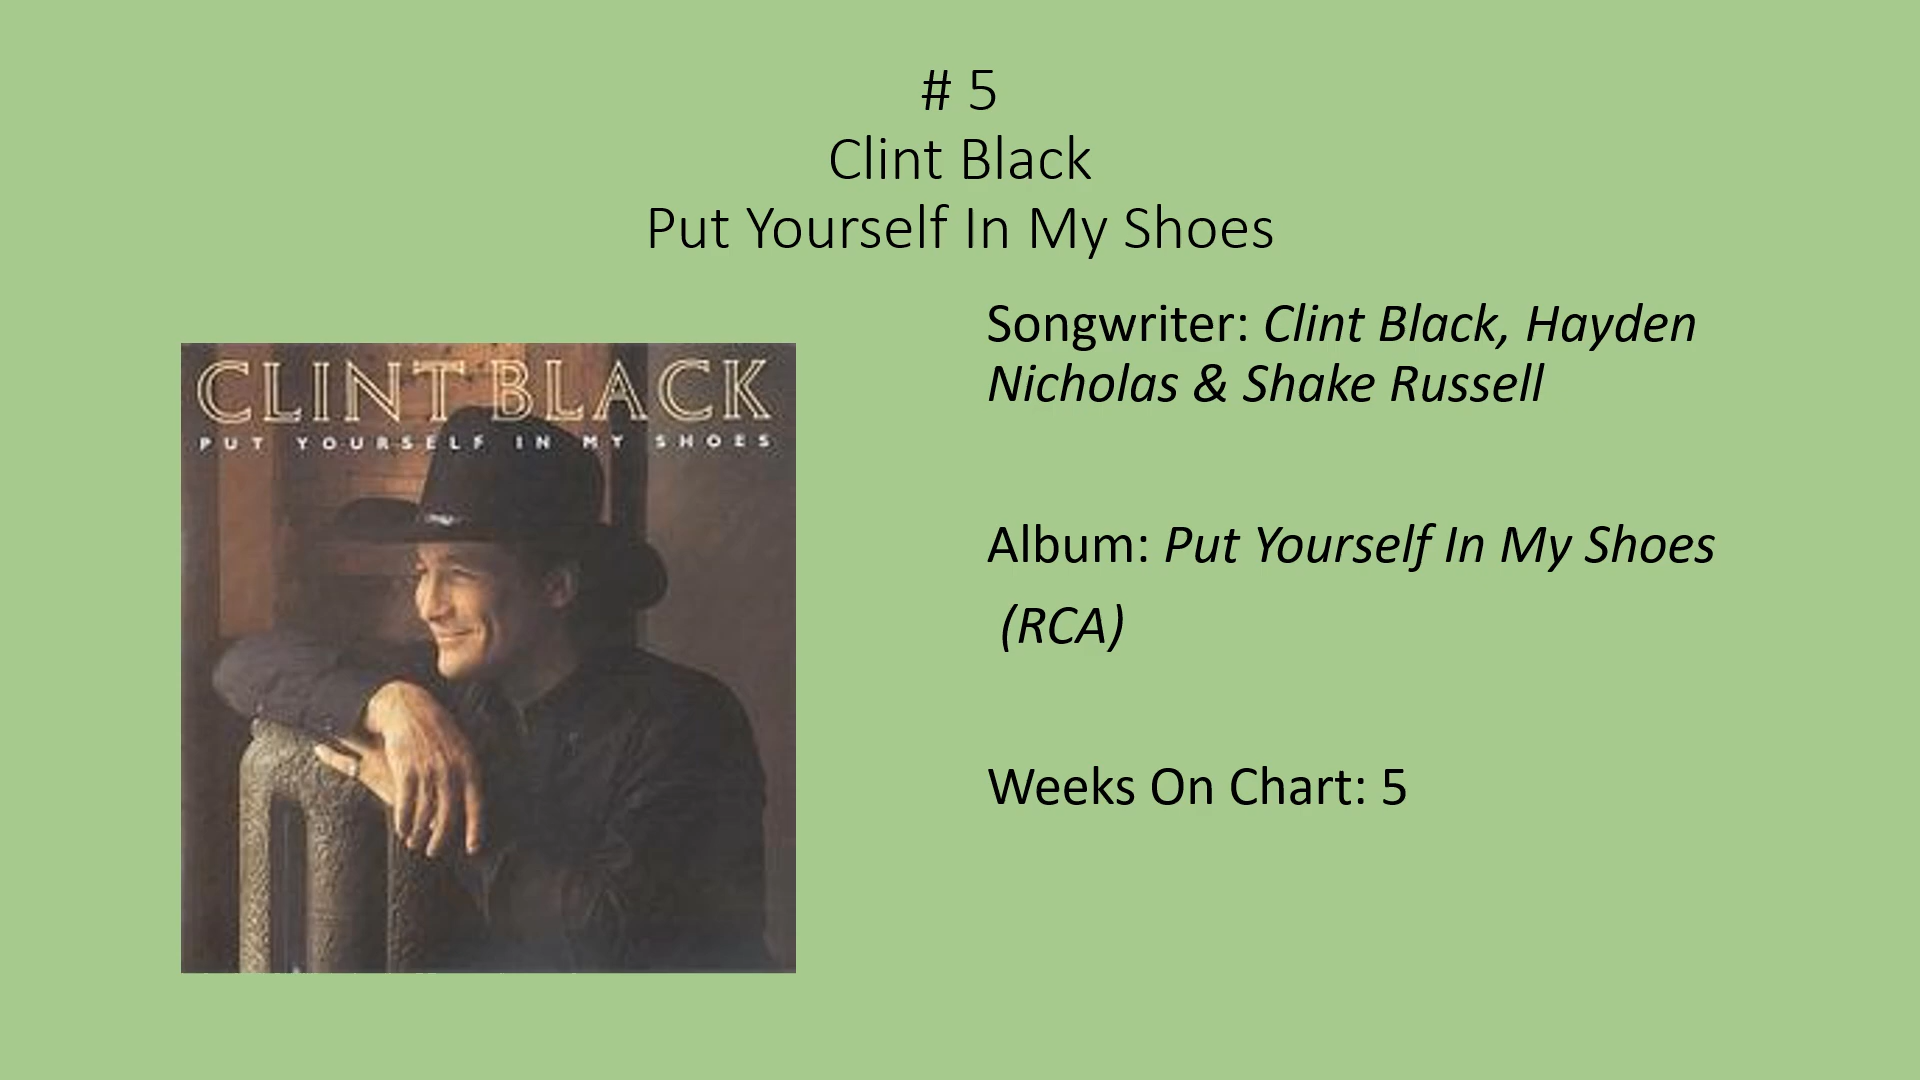 # 5
Clint Black
Put Yourself In My Shoes
Songwriter: Clint Black, Hayden
Nicholas & Shake Russell
CLINT BLACK
PUT YOURSELF IN MY SHOES
Album: Put Yourself In My Shoes
(RCA)
Weeks On Chart: 5